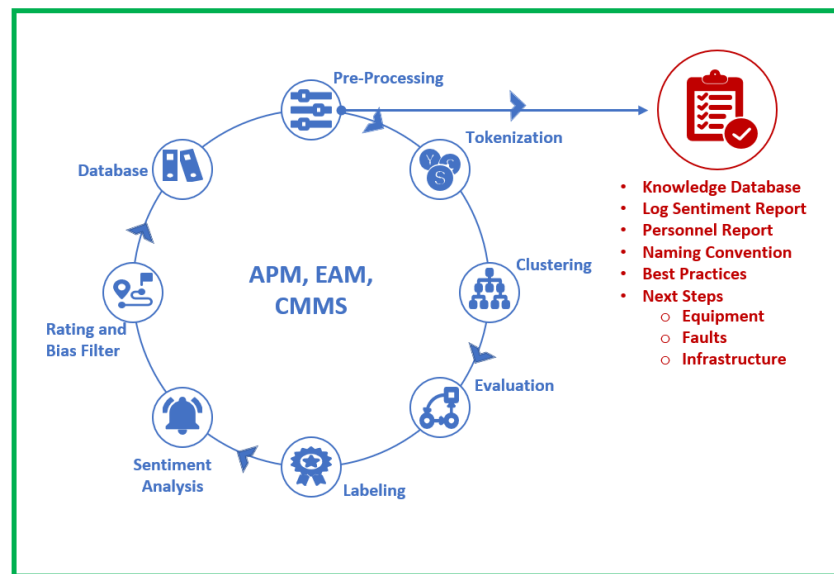 Pre-Processing
Tokenization
Y
C
S
Database
Clustering
APM, EAM,
CMMS
Rating and
Bias Filter
Evaluation
Sentiment
Analysis
Labeling
• Knowledge Database
• Log Sentiment Report
• Personnel Report
• Naming Convention
• Best Practices
• Next Steps
o Equipment
o Faults
o Infrastructure